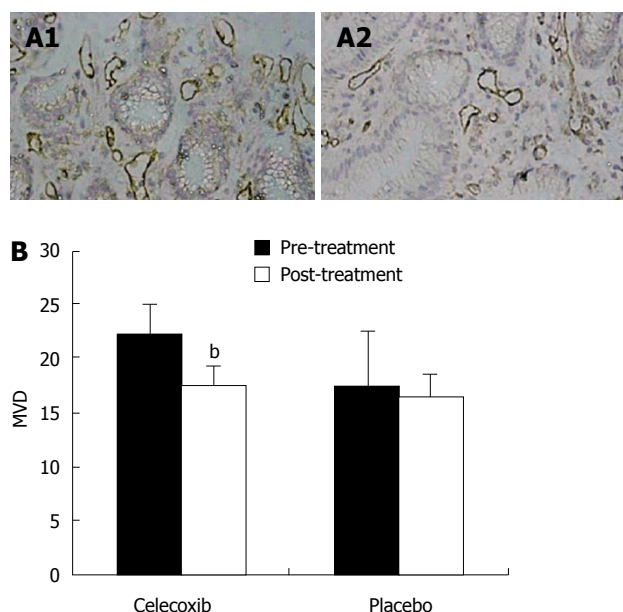 A1
A2
B
Pre-treatment
Post-treatment
30
25
20
15
10
5
0
MVD
b
Celecoxib
Placebo